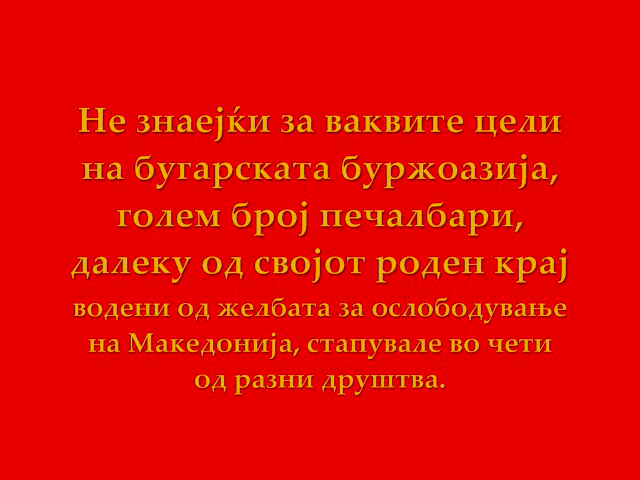 Не знаејќи за ваквите цели
на бугарската буржоазија,
голем број печалбари,
далеку од својот роден крај
водени од желбата за ослободување
на Македонија, стапувале во чети
од разни друштва.